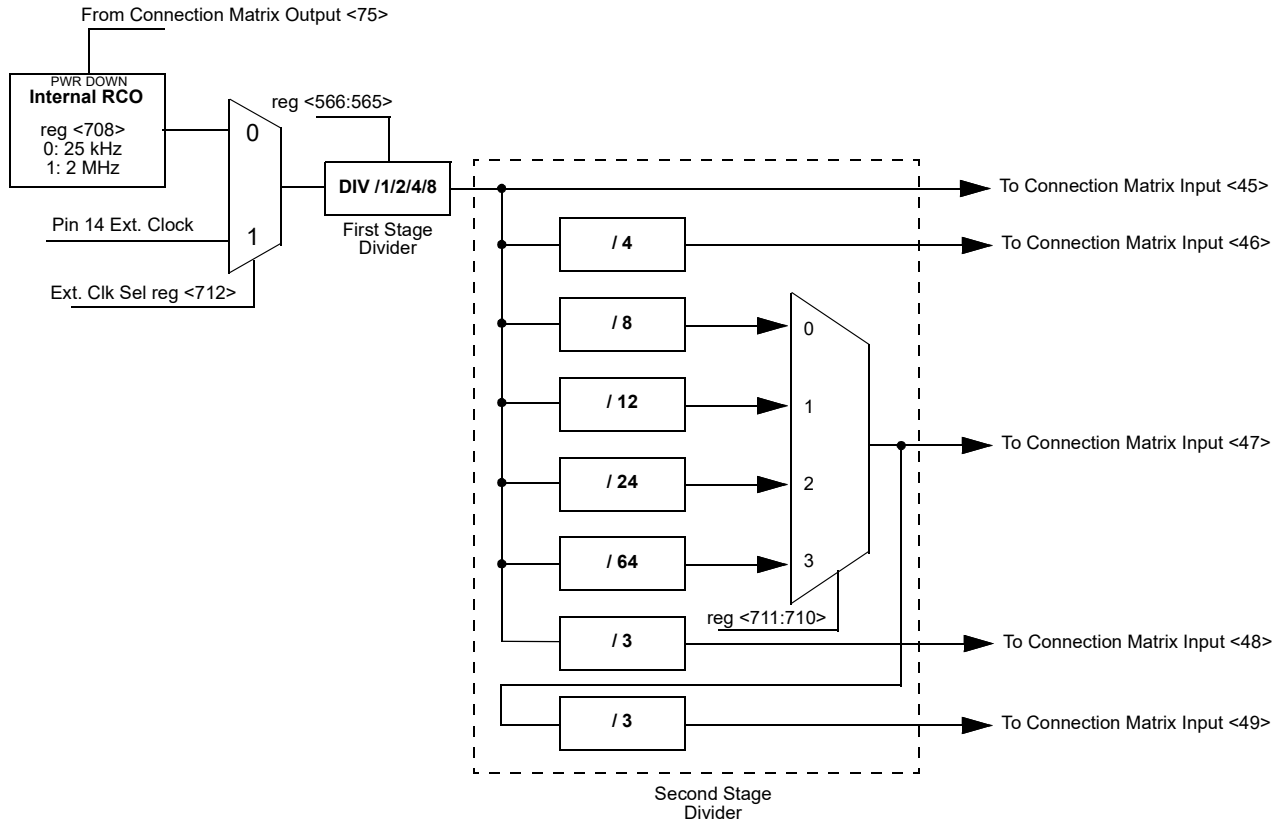 From Connection Matrix Output <75>
PWR DOWN
Internal RCO
reg <708>
0: 25 kHz
1: 2 MHz
0
1
Pin 14 Ext. Clock
Ext. Clk Sel reg <712>
reg <566:565>
DIV /1/2/4/8
First Stage
Divider
To Connection Matrix Input <45>
/ 4
To Connection Matrix Input <46>
/ 8
0
/ 12
1
To Connection Matrix Input <47>
/ 24
2
/ 64
3
reg <711:710>
/ 3
To Connection Matrix Input <48>
/ 3
To Connection Matrix Input <49>
Second Stage
Divider